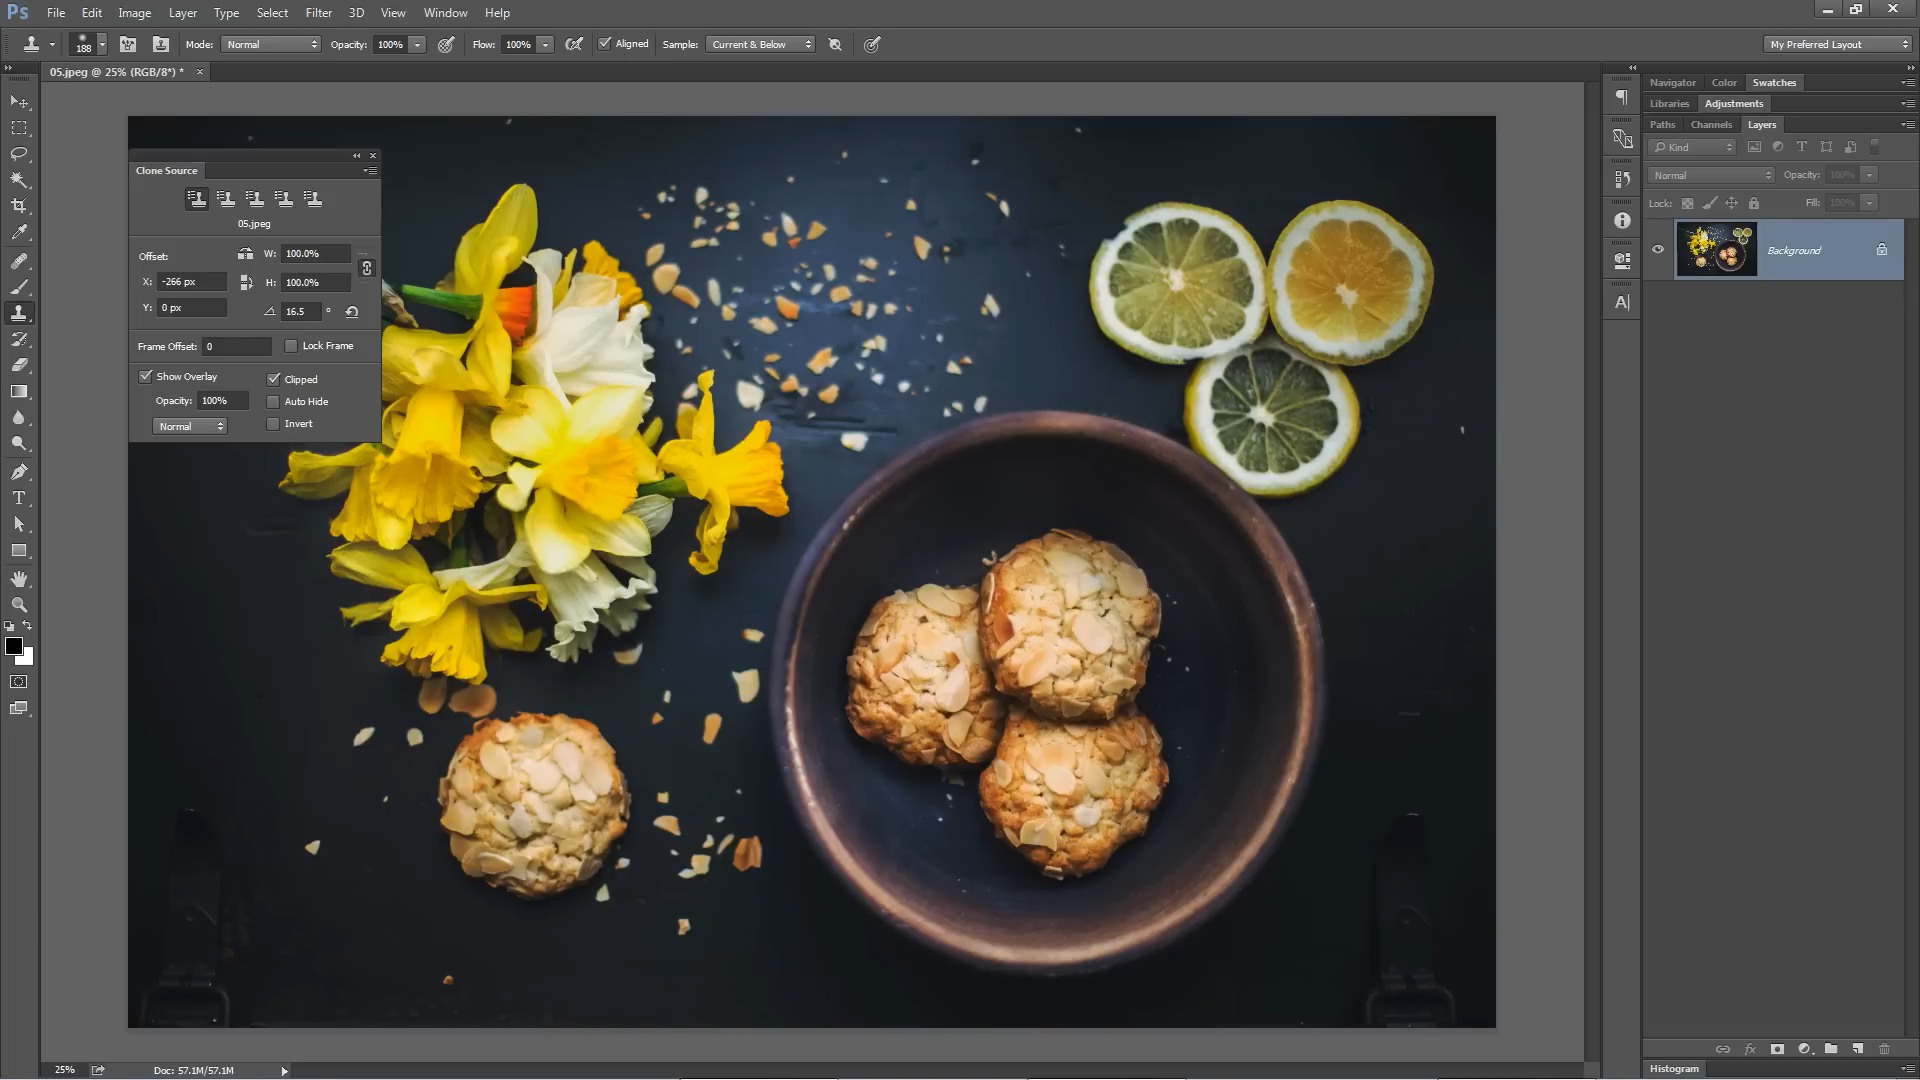 Ps File Edit Image Layer Type Select Filter 3D View Window Help
188 Mode: Normal Opacity: 100% Flow: 100% Aligned Sample: Current & Below My Preferred Layout
05.jpeg @ 25% (RGB/8*) * ×
Navigator Color Swatches
Libraries Adjustments
Paths Channels Layers
Kind
Normal Opacity: 100%
Lock: Fill: 100%
Background
Clone Source
05.jpeg
Offset: W: 100.0%
X: -266 px H: 100.0%
Y: 0 px 16.5 °
Frame Offset: 0 Lock Frame
Show Overlay Clipped
Opacity: 100% Auto Hide
Normal Invert
25% Doc: 57.1M/57.1M
fx
Histogram